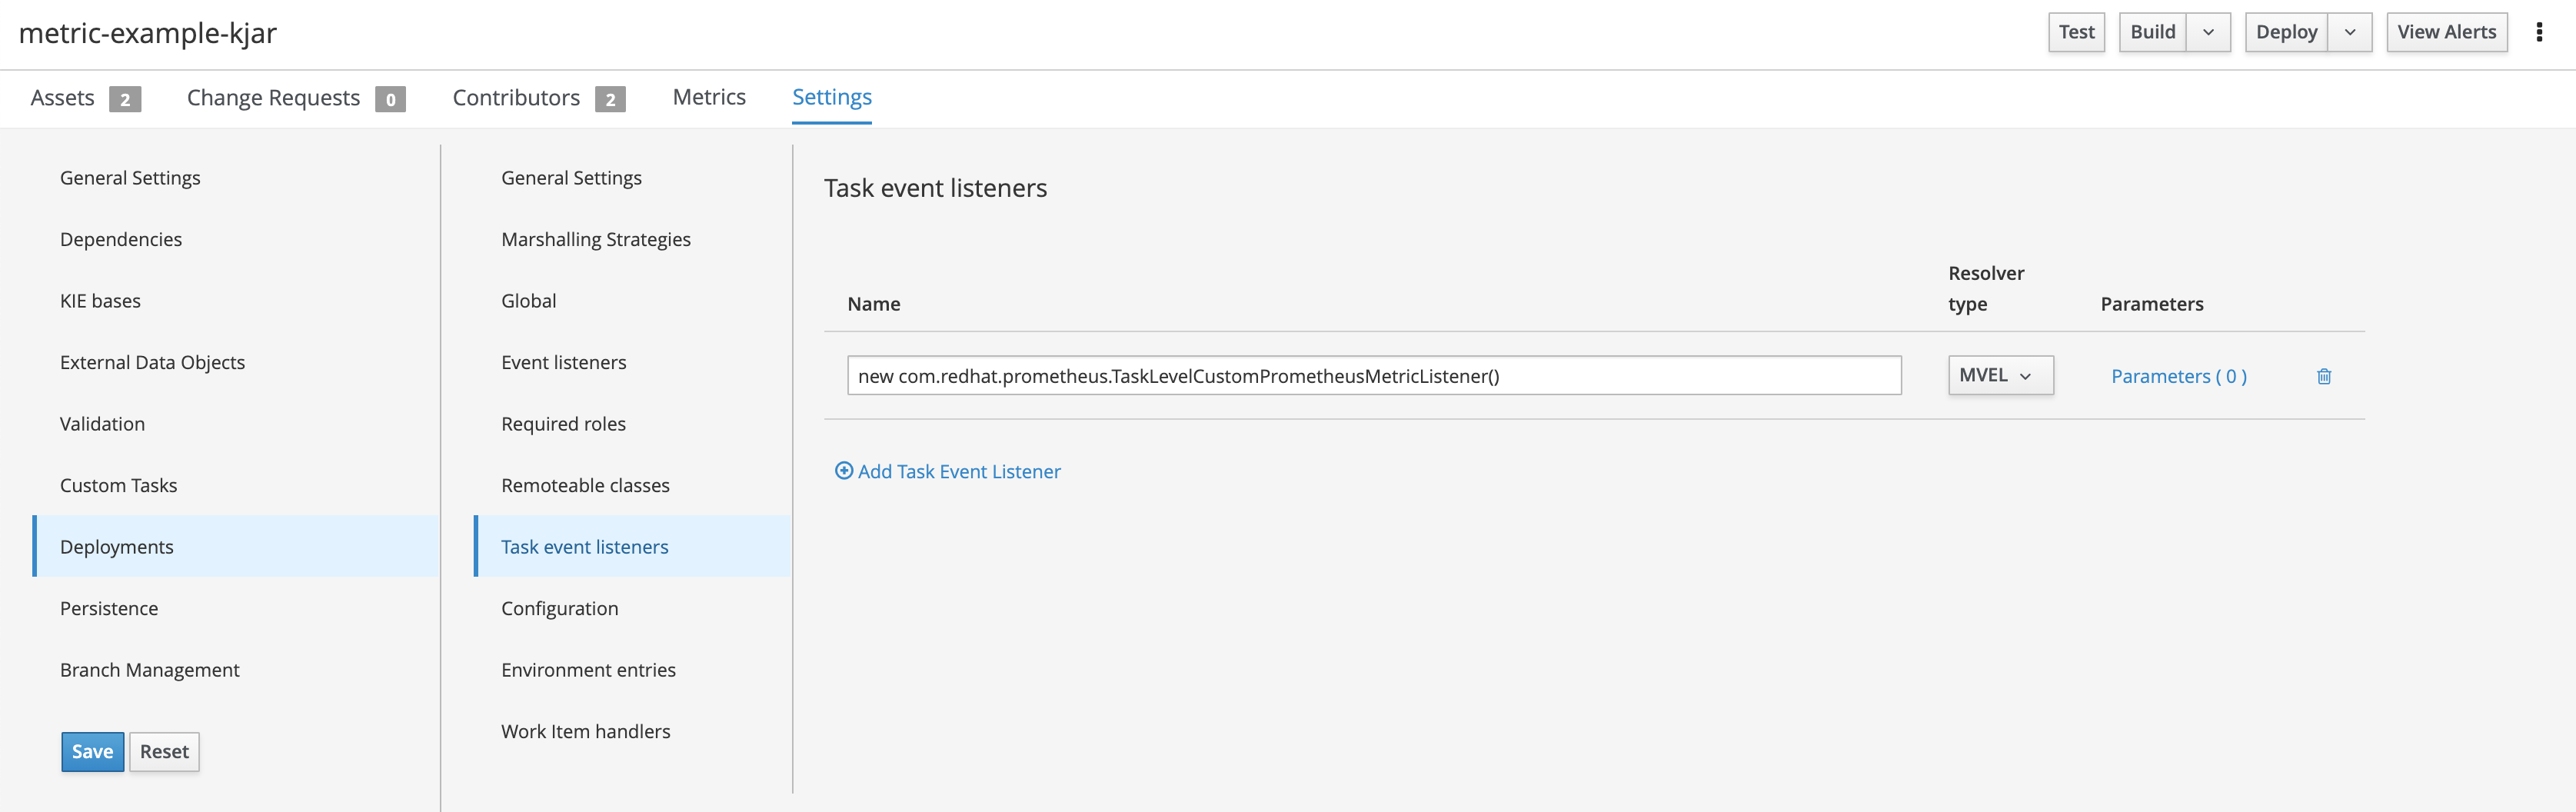 metric-example-kjar
Test Build Deploy View Alerts
Assets 2 Change Requests 0 Contributors 2 Metrics Settings
General Settings
Dependencies
KIE bases
External Data Objects
Validation
Custom Tasks
Deployments
Persistence
Branch Management
Save Reset
General Settings
Marshalling Strategies
Global
Event listeners
Required roles
Remoteable classes
Task event listeners
Configuration
Environment entries
Work Item handlers
Task event listeners
Name Resolver type Parameters
new com.redhat.prometheus.TaskLevelCustomPrometheusMetricListener() MVEL Parameters ( 0 )
Add Task Event Listener